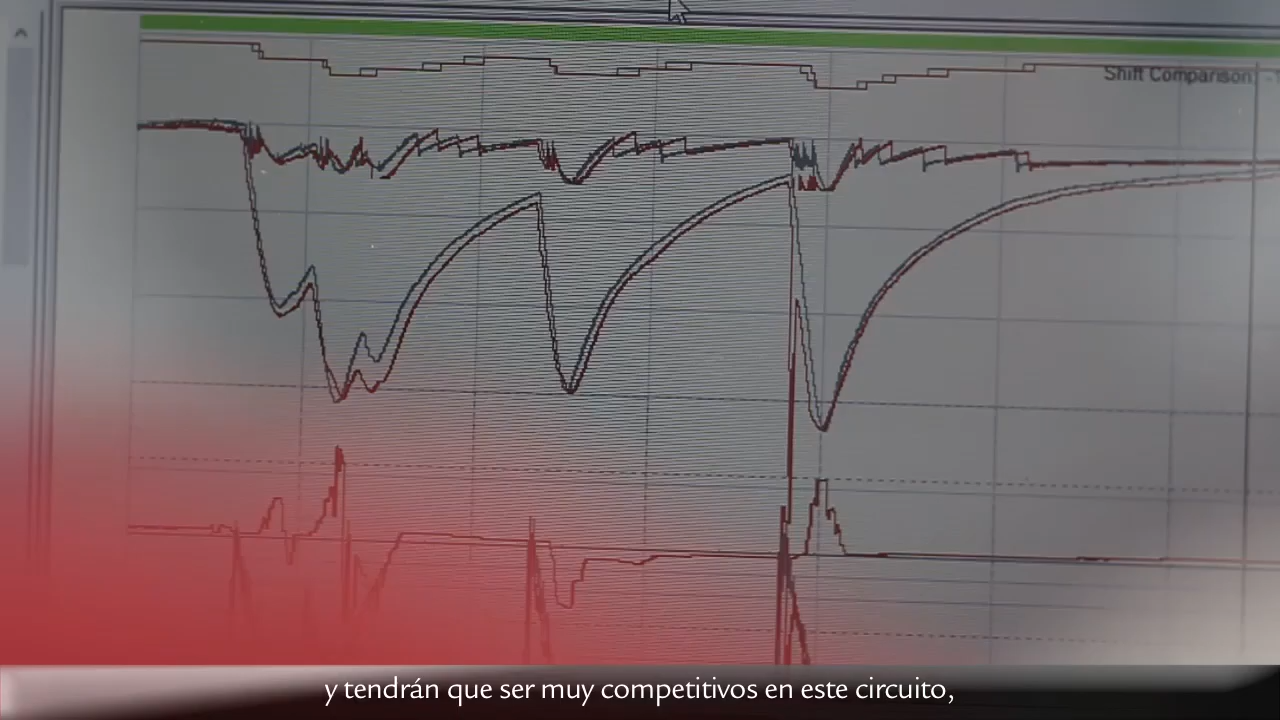 Shift Comparison
y tendrán que ser muy competitivos en este circuito,